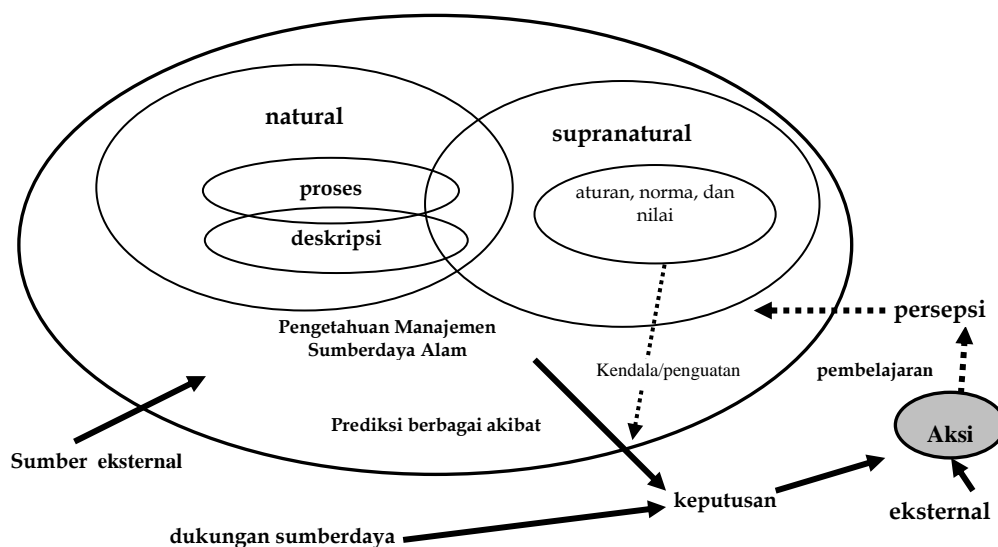 natural
supranatural
proses
aturan, norma, dan
nilai
deskripsi
persepsi
Pengetahuan Manajemen
Sumberdaya Alam
Kendala/penguatan
pembelajaran
Prediksi berbagai akibat
Aksi
Sumber eksternal
keputusan
eksternal
dukungan sumberdaya